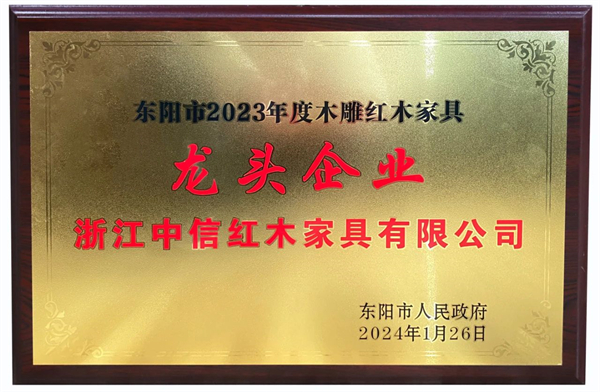 东阳市2023年度木雕红木家具
龙头企业
浙江中信红木家具有限公司
东阳市人民政府
2024年1月26日